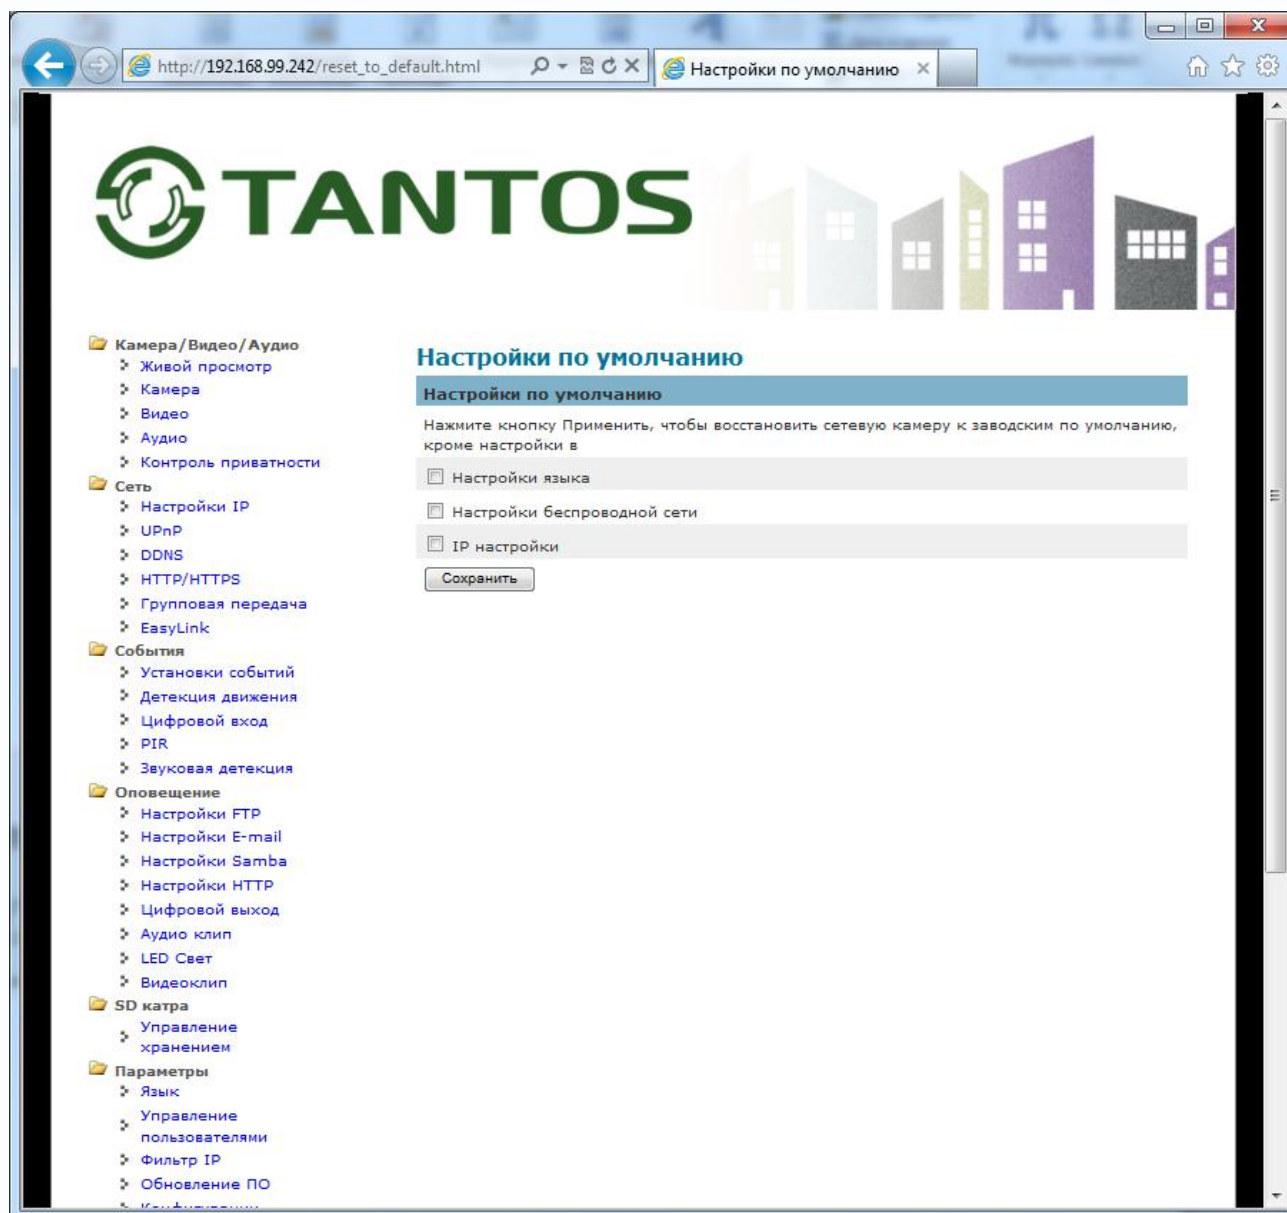 http://192.168.99.242/reset_to_default.html
Настройки по умолчанию
TANTOS
Камера/Видео/Аудио
Живой просмотр
Камера
Видео
Аудио
Контроль приватности
Сеть
Настройки IP
UPnP
DDNS
HTTP/HTTPS
Групповая передача
EasyLink
События
Установки событий
Детекция движения
Цифровой вход
PIR
Звуковая детекция
Оповещение
Настройки FTP
Настройки E-mail
Настройки Samba
Настройки HTTP
Цифровой выход
Аудио клип
LED Свет
Видеоклип
SD катра
Управление
хранением
Параметры
Язык
Управление
пользователями
Фильтр IP
Обновление ПО
Настройки по умолчанию
Настройки по умолчанию
Нажмите кнопку Применить, чтобы восстановить сетевую камеру к заводским по умолчанию,
кроме настройки в
Настройки языка
Настройки беспроводной сети
IP настройки
Сохранить